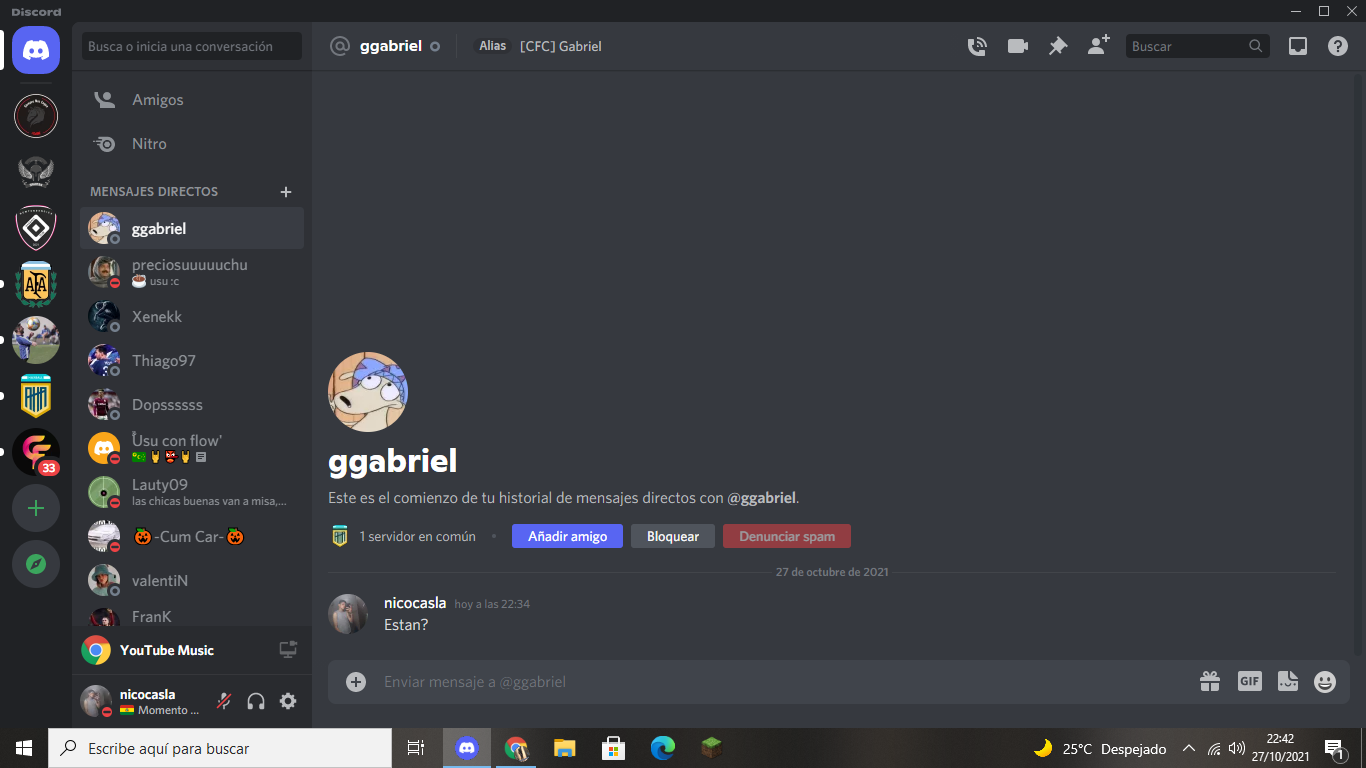 Discord
Busca o inicia una conversación
ggabriel
Alias
[CFC] Gabriel
Buscar
Amigos
Nitro
MENSAJES DIRECTOS
ggabriel
preciosuuuuuchu
usu :c
Xenekk
Thiago97
Dopssssss
Usu con flow'
Lauty09
las chicas buenas van a misa,...
-Cum Car-
valentiN
FranK
33
AFA
ggabriel
Este es el comienzo de tu historial de mensajes directos con @ggabriel.
1 servidor en común
Añadir amigo
Bloquear
Denunciar spam
27 de octubre de 2021
nicocasla hoy a las 22:34
Estan?
YouTube Music
nicocasla
Momento ...
Enviar mensaje a @ggabriel
GIF
Escribe aquí para buscar
25°C Despejado
22:42
27/10/2021
1